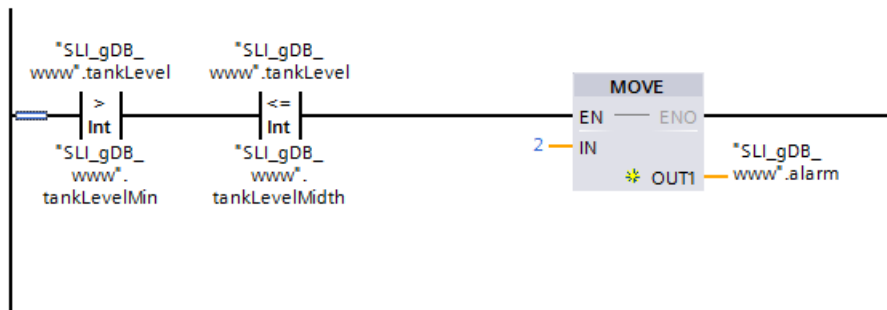 "SLI_gDB_
www".tankLevel
"SLI_gDB_
www".tankLevel
>
Int
<=
Int
"SLI_gDB_
www".
tankLevelMin
"SLI_gDB_
www".
tankLevelMidth
MOVE
EN
ENO
2
IN
OUT1
"SLI_gDB_
www".alarm